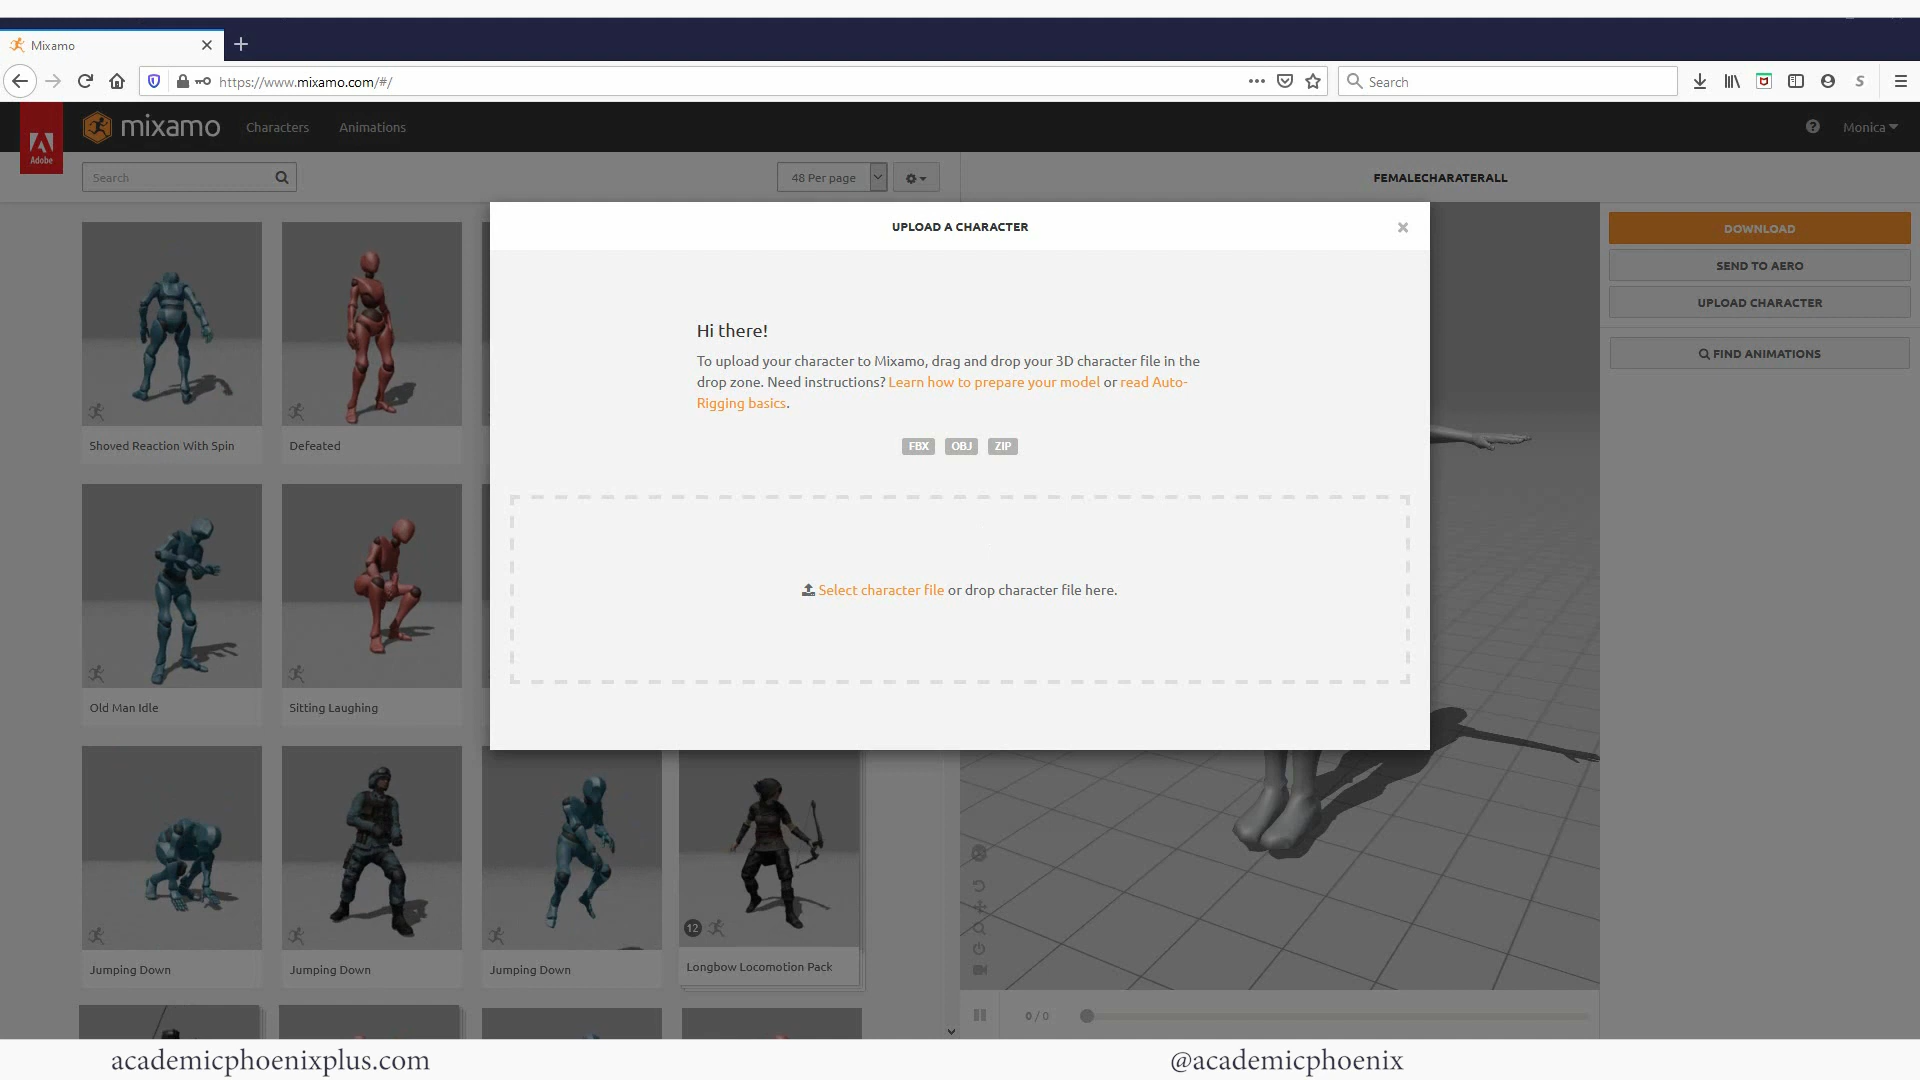 Mixamo
https://www.mixamo.com/#/
Search
Adobe
mixamo
Characters
Animations
Monica
Search
48 Per page
FEMALECHARATERALL
UPLOAD A CHARACTER
DOWNLOAD
SEND TO AERO
UPLOAD CHARACTER
FIND ANIMATIONS
Hi there!
To upload your character to Mixamo, drag and drop your 3D character file in the
drop zone. Need instructions? Learn how to prepare your model or read Auto-
Rigging basics.
FBX OBJ ZIP
Select character file or drop character file here.
Shoved Reaction With Spin
Defeated
Old Man Idle
Sitting Laughing
12
Jumping Down
Jumping Down
Jumping Down
Longbow Locomotion Pack
0 / 0
academicphoenixplus.com
@academicphoenix